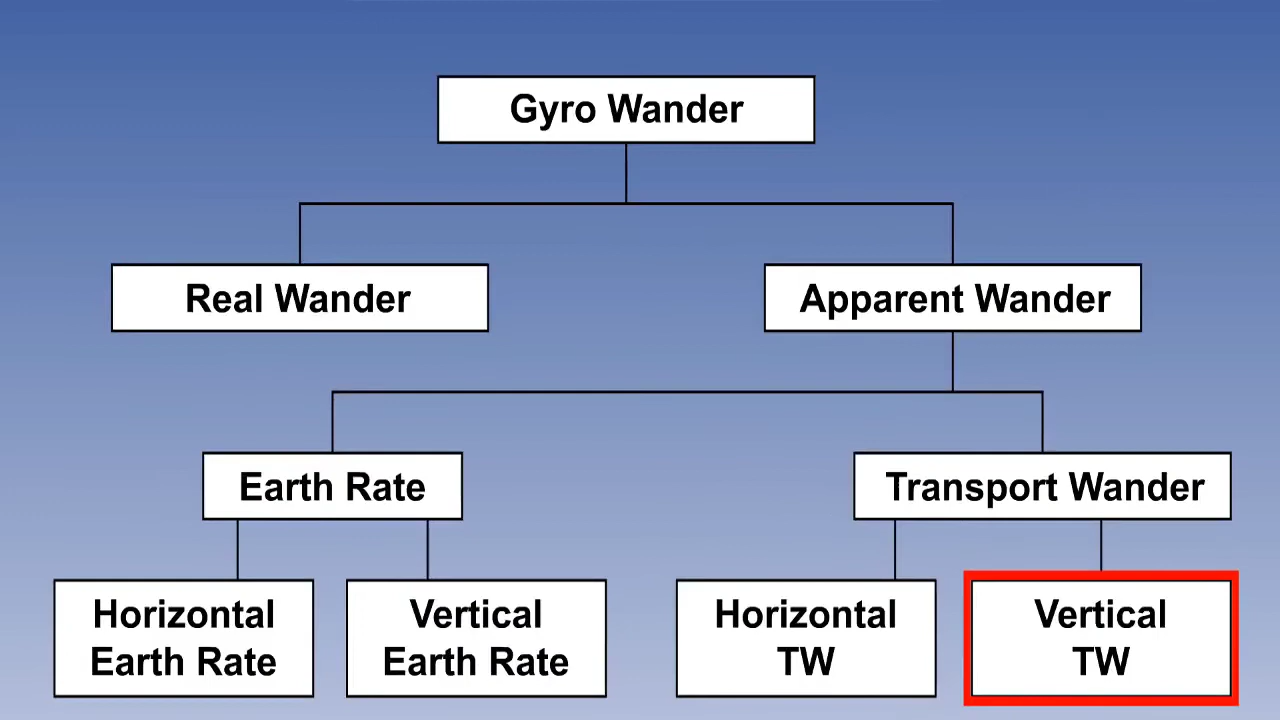 Gyro Wander
Real Wander
Apparent Wander
Earth Rate
Transport Wander
Horizontal
Earth Rate
Vertical
Earth Rate
Horizontal
TW
Vertical
TW